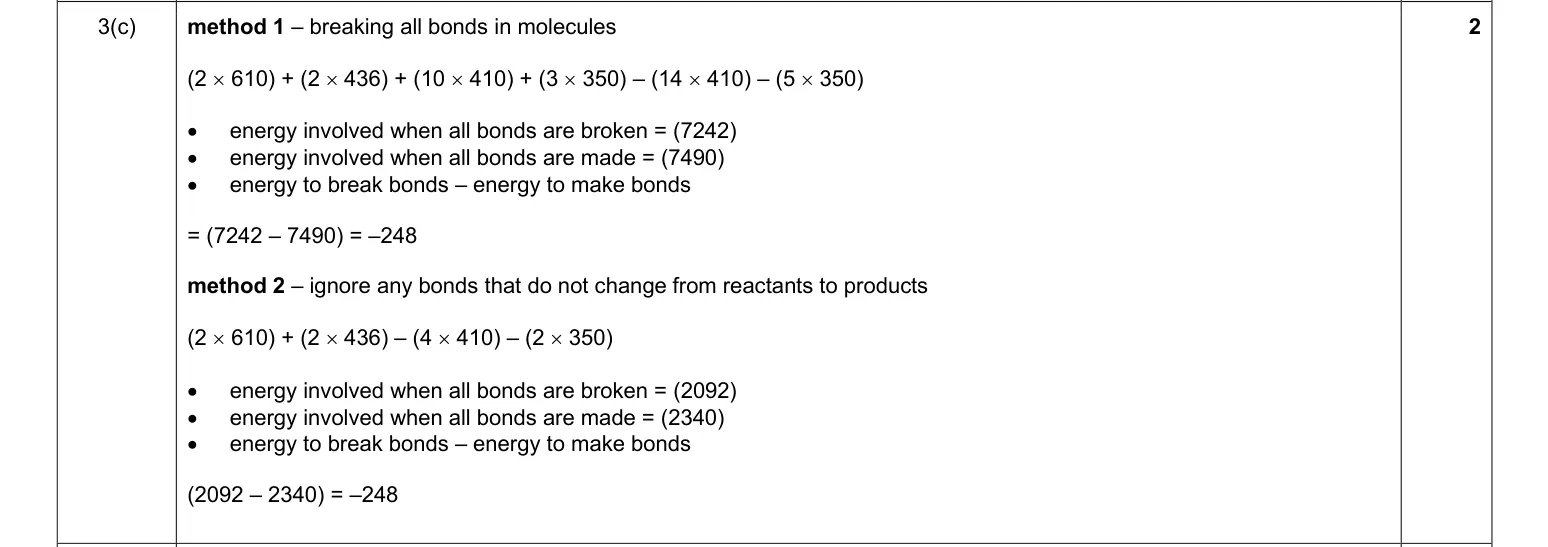 3(c)
method 1 – breaking all bonds in molecules
2
(2 × 610) + (2 × 436) + (10 × 410) + (3 × 350) – (14 × 410) – (5 × 350)
• energy involved when all bonds are broken = (7242)
• energy involved when all bonds are made = (7490)
• energy to break bonds – energy to make bonds
= (7242 – 7490) = –248
method 2 – ignore any bonds that do not change from reactants to products
(2 × 610) + (2 × 436) – (4 × 410) – (2 × 350)
• energy involved when all bonds are broken = (2092)
• energy involved when all bonds are made = (2340)
• energy to break bonds – energy to make bonds
(2092 – 2340) = –248